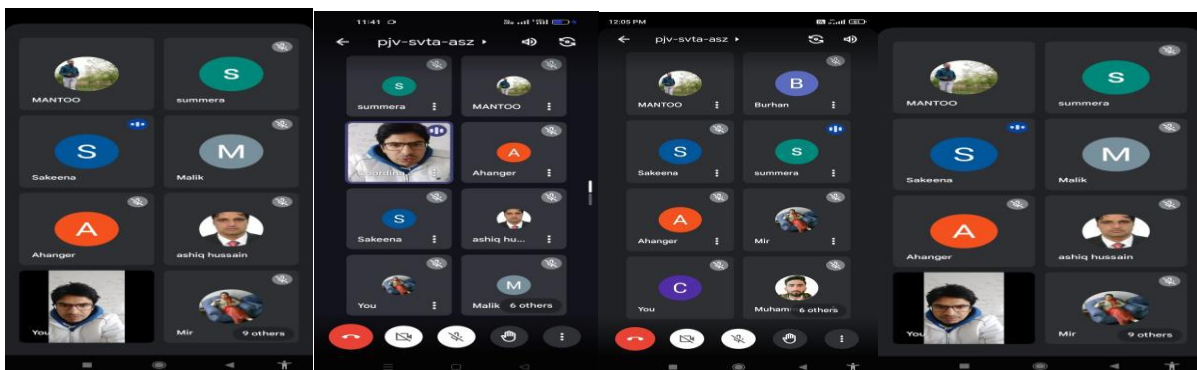 MANTOO
S
summera
S
Sakeena
M
Malik
A
Ahanger
ashiq hussain
You
Mir
9 others
11:41
pjv-svta-asz
S
summera
MANTOO
A
Ahanger
S
Sakeena
ashiq hu...
You
M
Malik
6 others
12:05 PM
pjv-svta-asz
MANTOO
B
Burhan
S
Sakeena
s
summera
A
Ahanger
Mir
C
You
Muham
6 others
MANTOO
S
summera
S
Sakeena
M
Malik
A
Ahanger
ashiq hussain
You
Mir
9 others